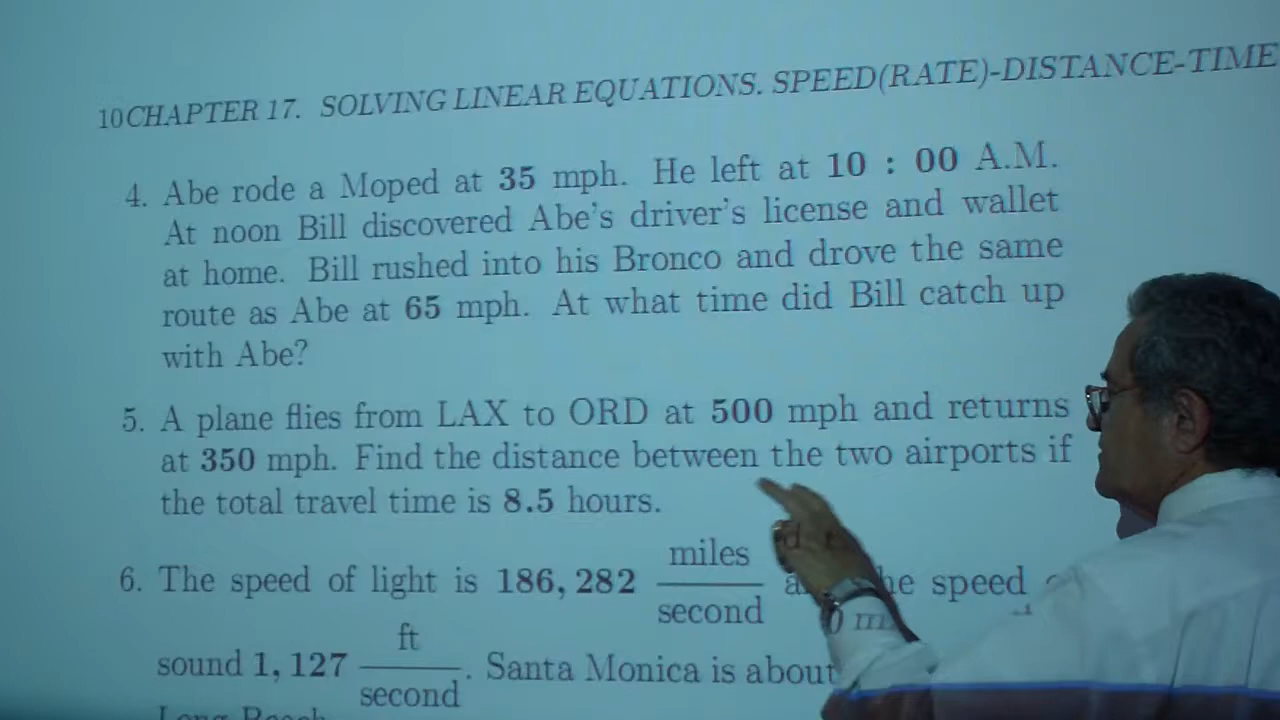 10CHAPTER 17. SOLVING LINEAR EQUATIONS. SPEED(RATE)-DISTANCE-TIME
4. Abe rode a Moped at 35 mph. He left at 10 : 00 A.M.
At noon Bill discovered Abe's driver's license and wallet
at home. Bill rushed into his Bronco and drove the same
route as Abe at 65 mph. At what time did Bill catch up
with Abe?
5. A plane flies from LAX to ORD at 500 mph and returns
at 350 mph. Find the distance between the two airports if
the total travel time is 8.5 hours.
6. The speed of light is 186, 282 miles/second speed
sound 1, 127 ft/second. Santa Monica is about
Long Beach